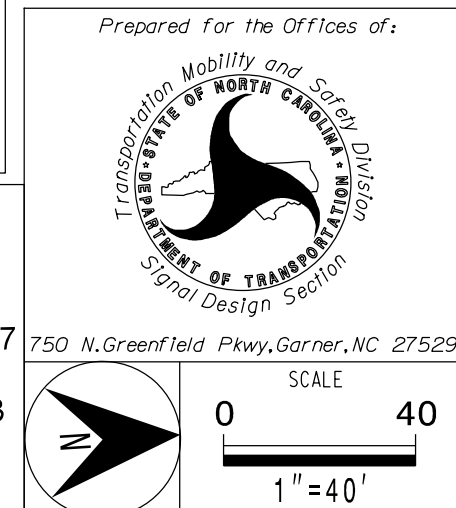 Prepared for the Offices of:
Transportation Mobility and Safety Division
STATE OF NORTH CAROLINA
DEPARTMENT OF TRANSPORTATION
Signal Design Section
7
750 N.Greenfield Pkwy,Garner,NC 27529
SCALE
0 40
N
1"=40'